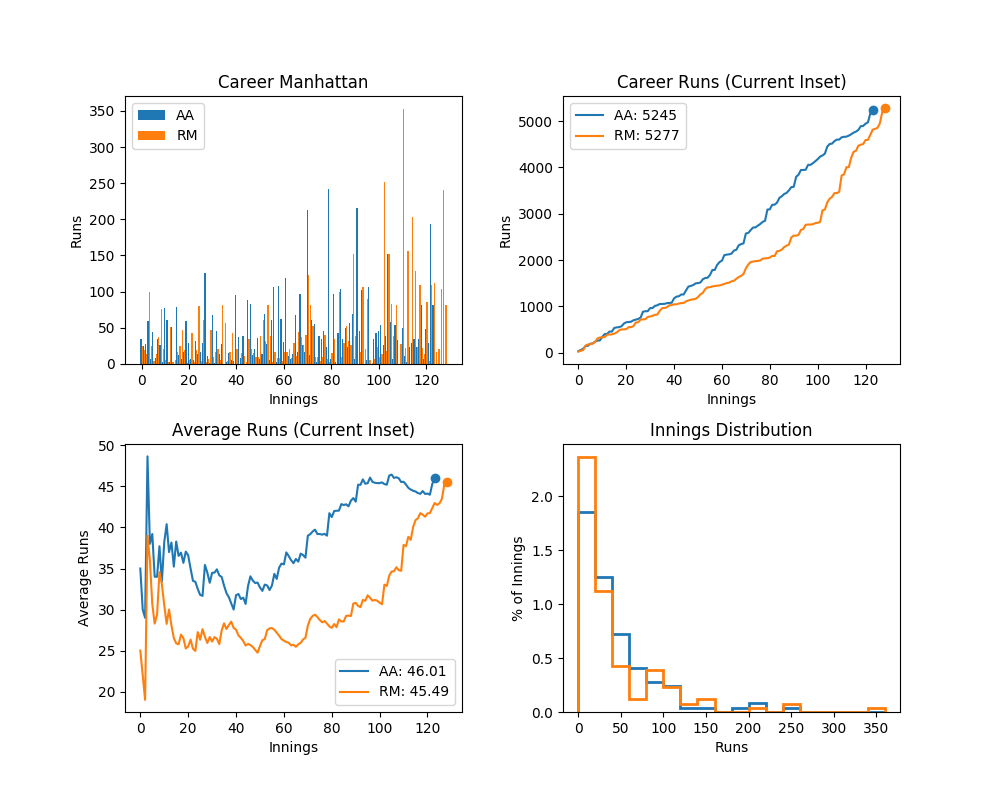 Career Manhattan
350
300
250
200
150
100
50
0
Runs
0 20 40 60 80 100 120
Innings
AA
RM
Career Runs (Current Inset)
5000
4000
3000
2000
1000
0
Runs
0 20 40 60 80 100 120
Innings
AA: 5245
RM: 5277
Average Runs (Current Inset)
50
45
40
35
30
25
20
Average Runs
0 20 40 60 80 100 120
Innings
AA: 46.01
RM: 45.49
Innings Distribution
2.0
1.5
1.0
0.5
0.0
% of Innings
0 50 100 150 200 250 300 350
Runs